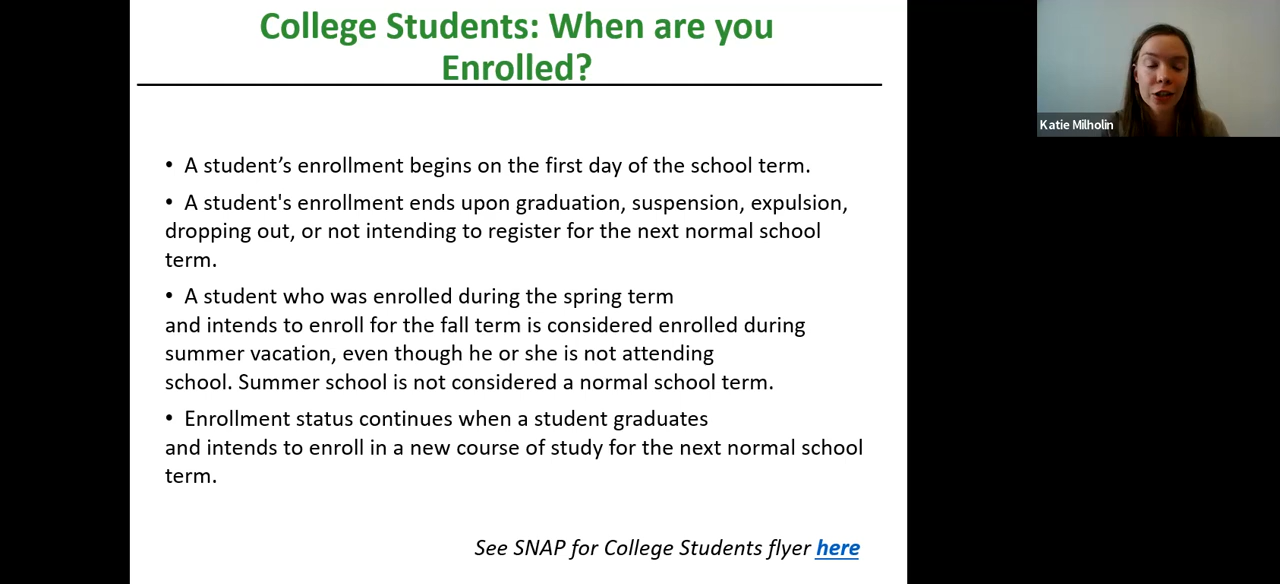 College Students: When are you
Enrolled?
Katie Milholin
• A student’s enrollment begins on the first day of the school term.
• A student's enrollment ends upon graduation, suspension, expulsion,
dropping out, or not intending to register for the next normal school
term.
• A student who was enrolled during the spring term
and intends to enroll for the fall term is considered enrolled during
summer vacation, even though he or she is not attending
school. Summer school is not considered a normal school term.
• Enrollment status continues when a student graduates
and intends to enroll in a new course of study for the next normal school
term.
See SNAP for College Students flyer here